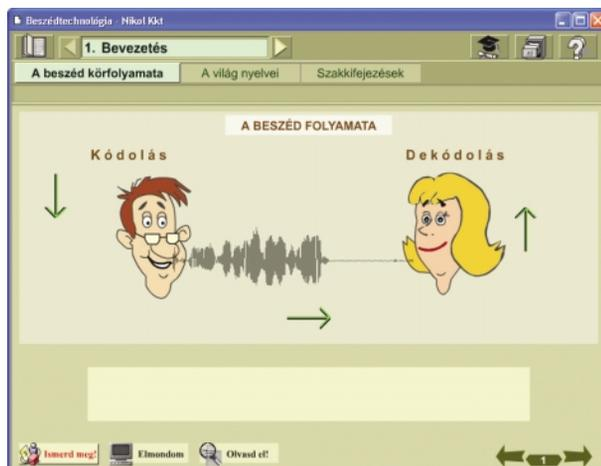 Beszédtechnológia - Nikol Kkt
1. Bevezetés
A beszéd körfolyamata A világ nyelvei Szakkifejezések
A BESZÉD FOLYAMATA
Kódolás Dekódolás
Ismerd meg! Elmondom Olvasd el! 1